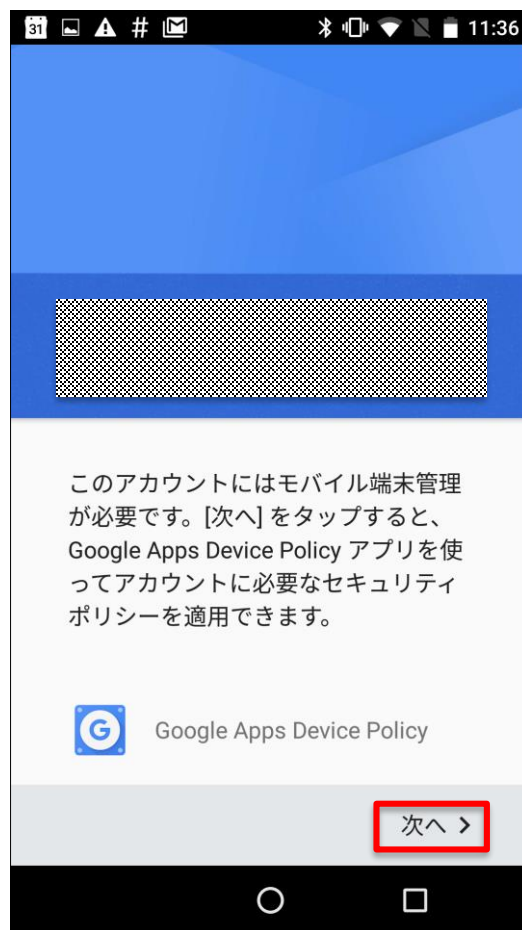 31 # 11:36
このアカウントにはモバイル端末管理
が必要です。[次へ] をタップすると、
Google Apps Device Policy アプリを使
ってアカウントに必要なセキュリティ
ポリシーを適用できます。
G Google Apps Device Policy
次へ